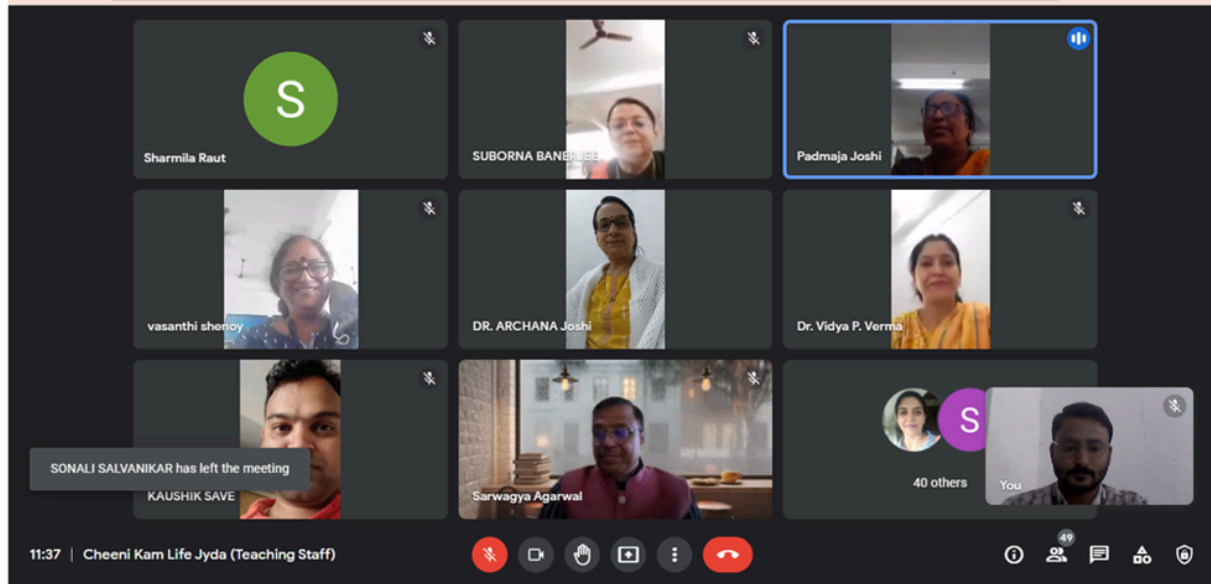 S
Sharmila Raut
SUBORNA BANERJEE
Padmaja Joshi
vasanthi shenoy
DR. ARCHANA Joshi
Dr. Vidya P. Verma
SONALI SALVANIKAR has left the meeting
KAUSHIK SAVE
Sarwagya Agarwal
S
40 others
You
11:37 | Cheeni Kam Life Jyda (Teaching Staff)
49